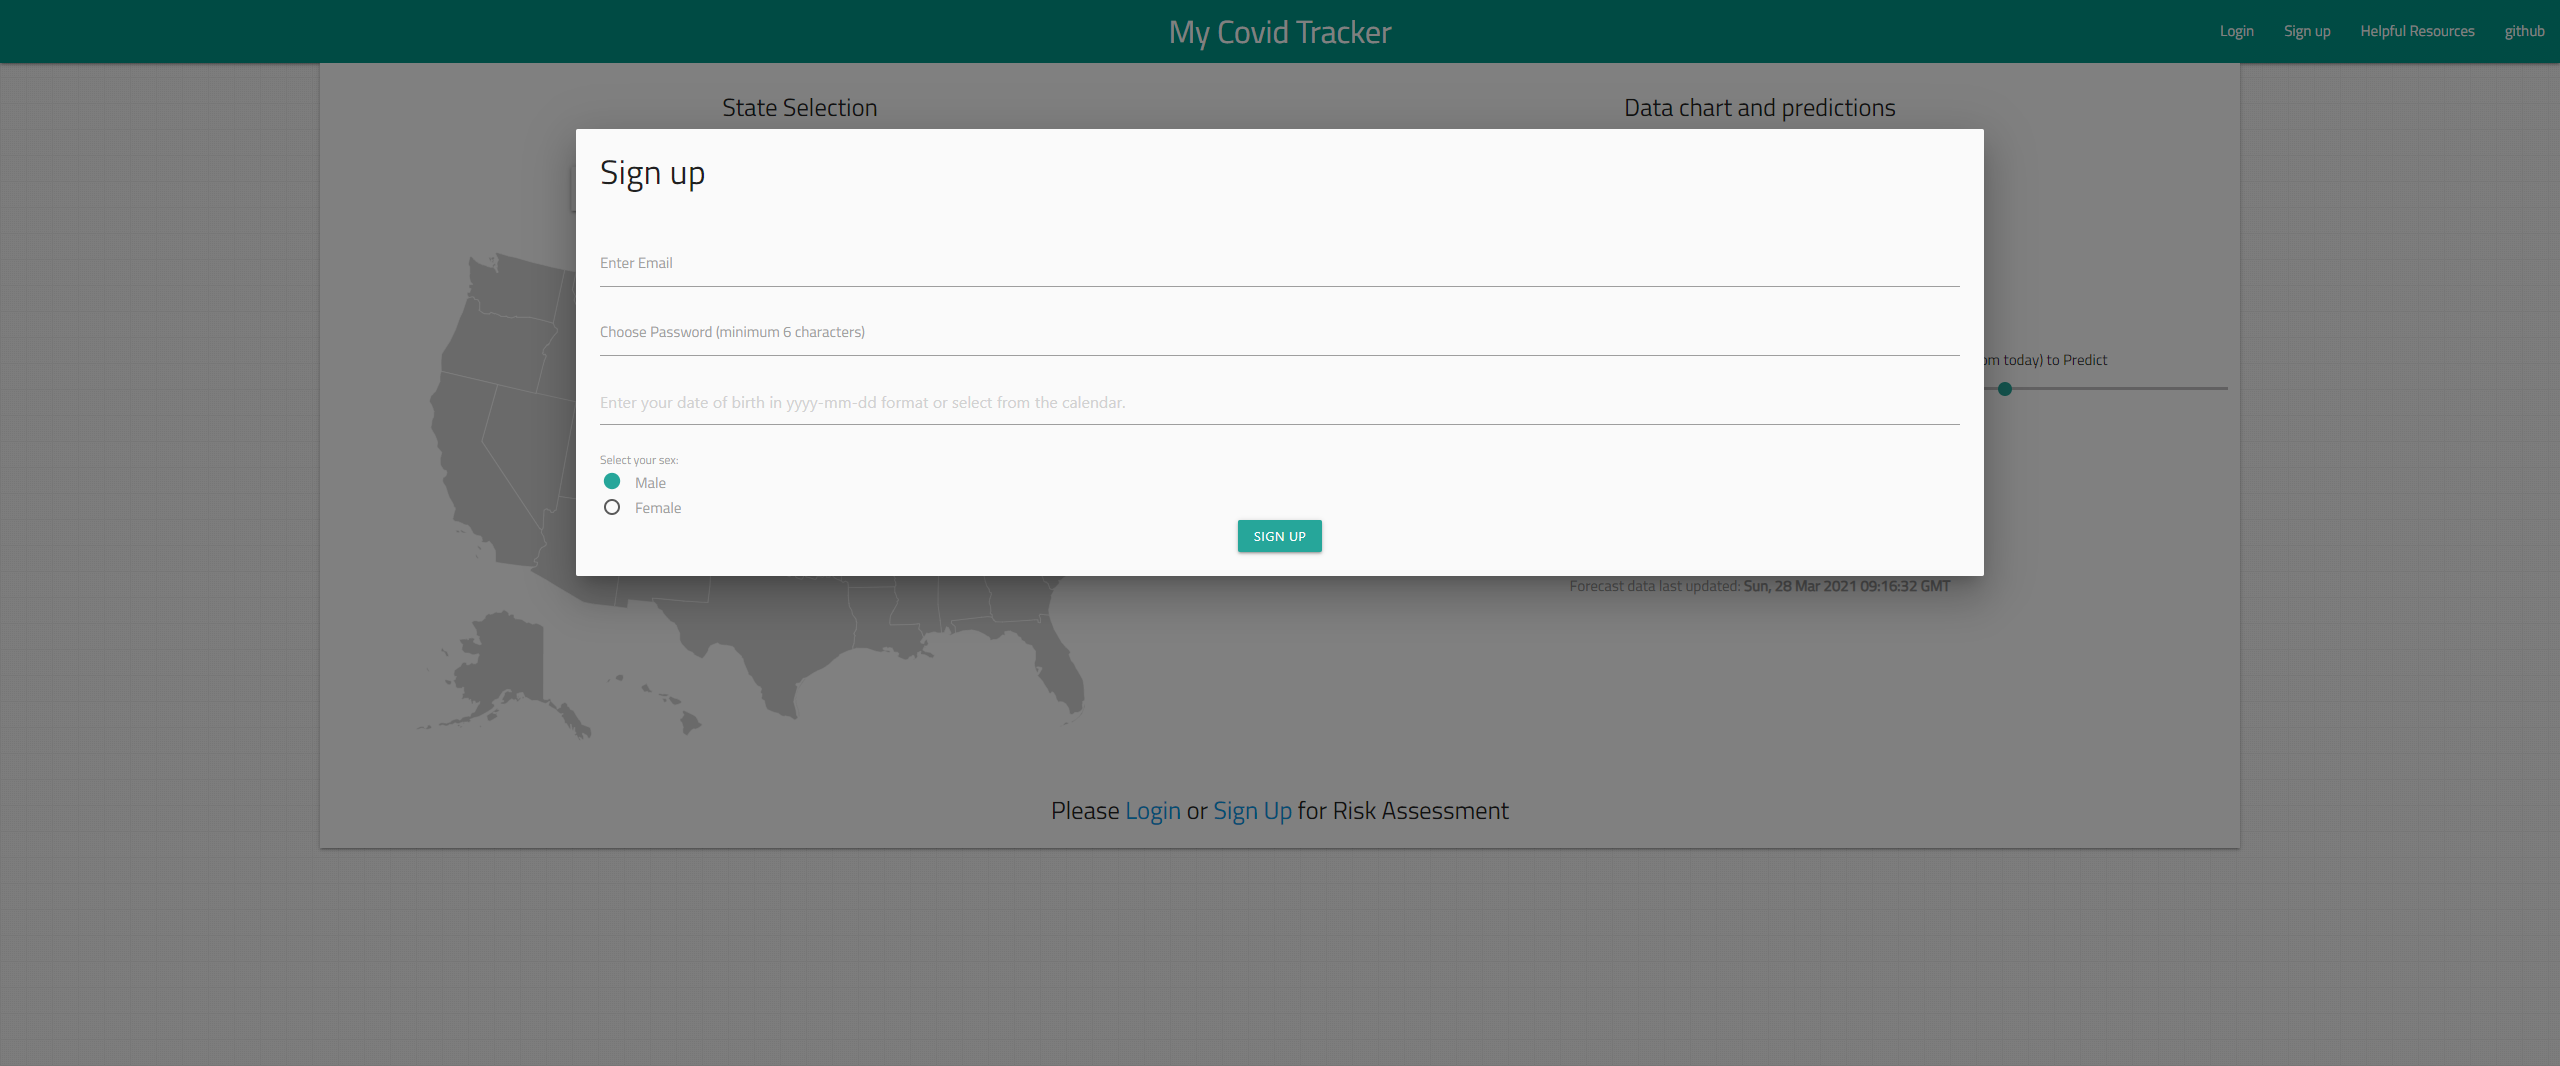 My Covid Tracker
Login
Sign up
Helpful Resources
github
State Selection
Data chart and predictions
Sign up
Enter Email
Choose Password (minimum 6 characters)
today) to Predict
Enter your date of birth in yyyy-mm-dd format or select from the calendar.
Select your sex:
Male
Female
SIGN UP
Forecast data last updated: Sun, 28 Mar 2021 09:16:32 GMT
Please Login or Sign Up for Risk Assessment